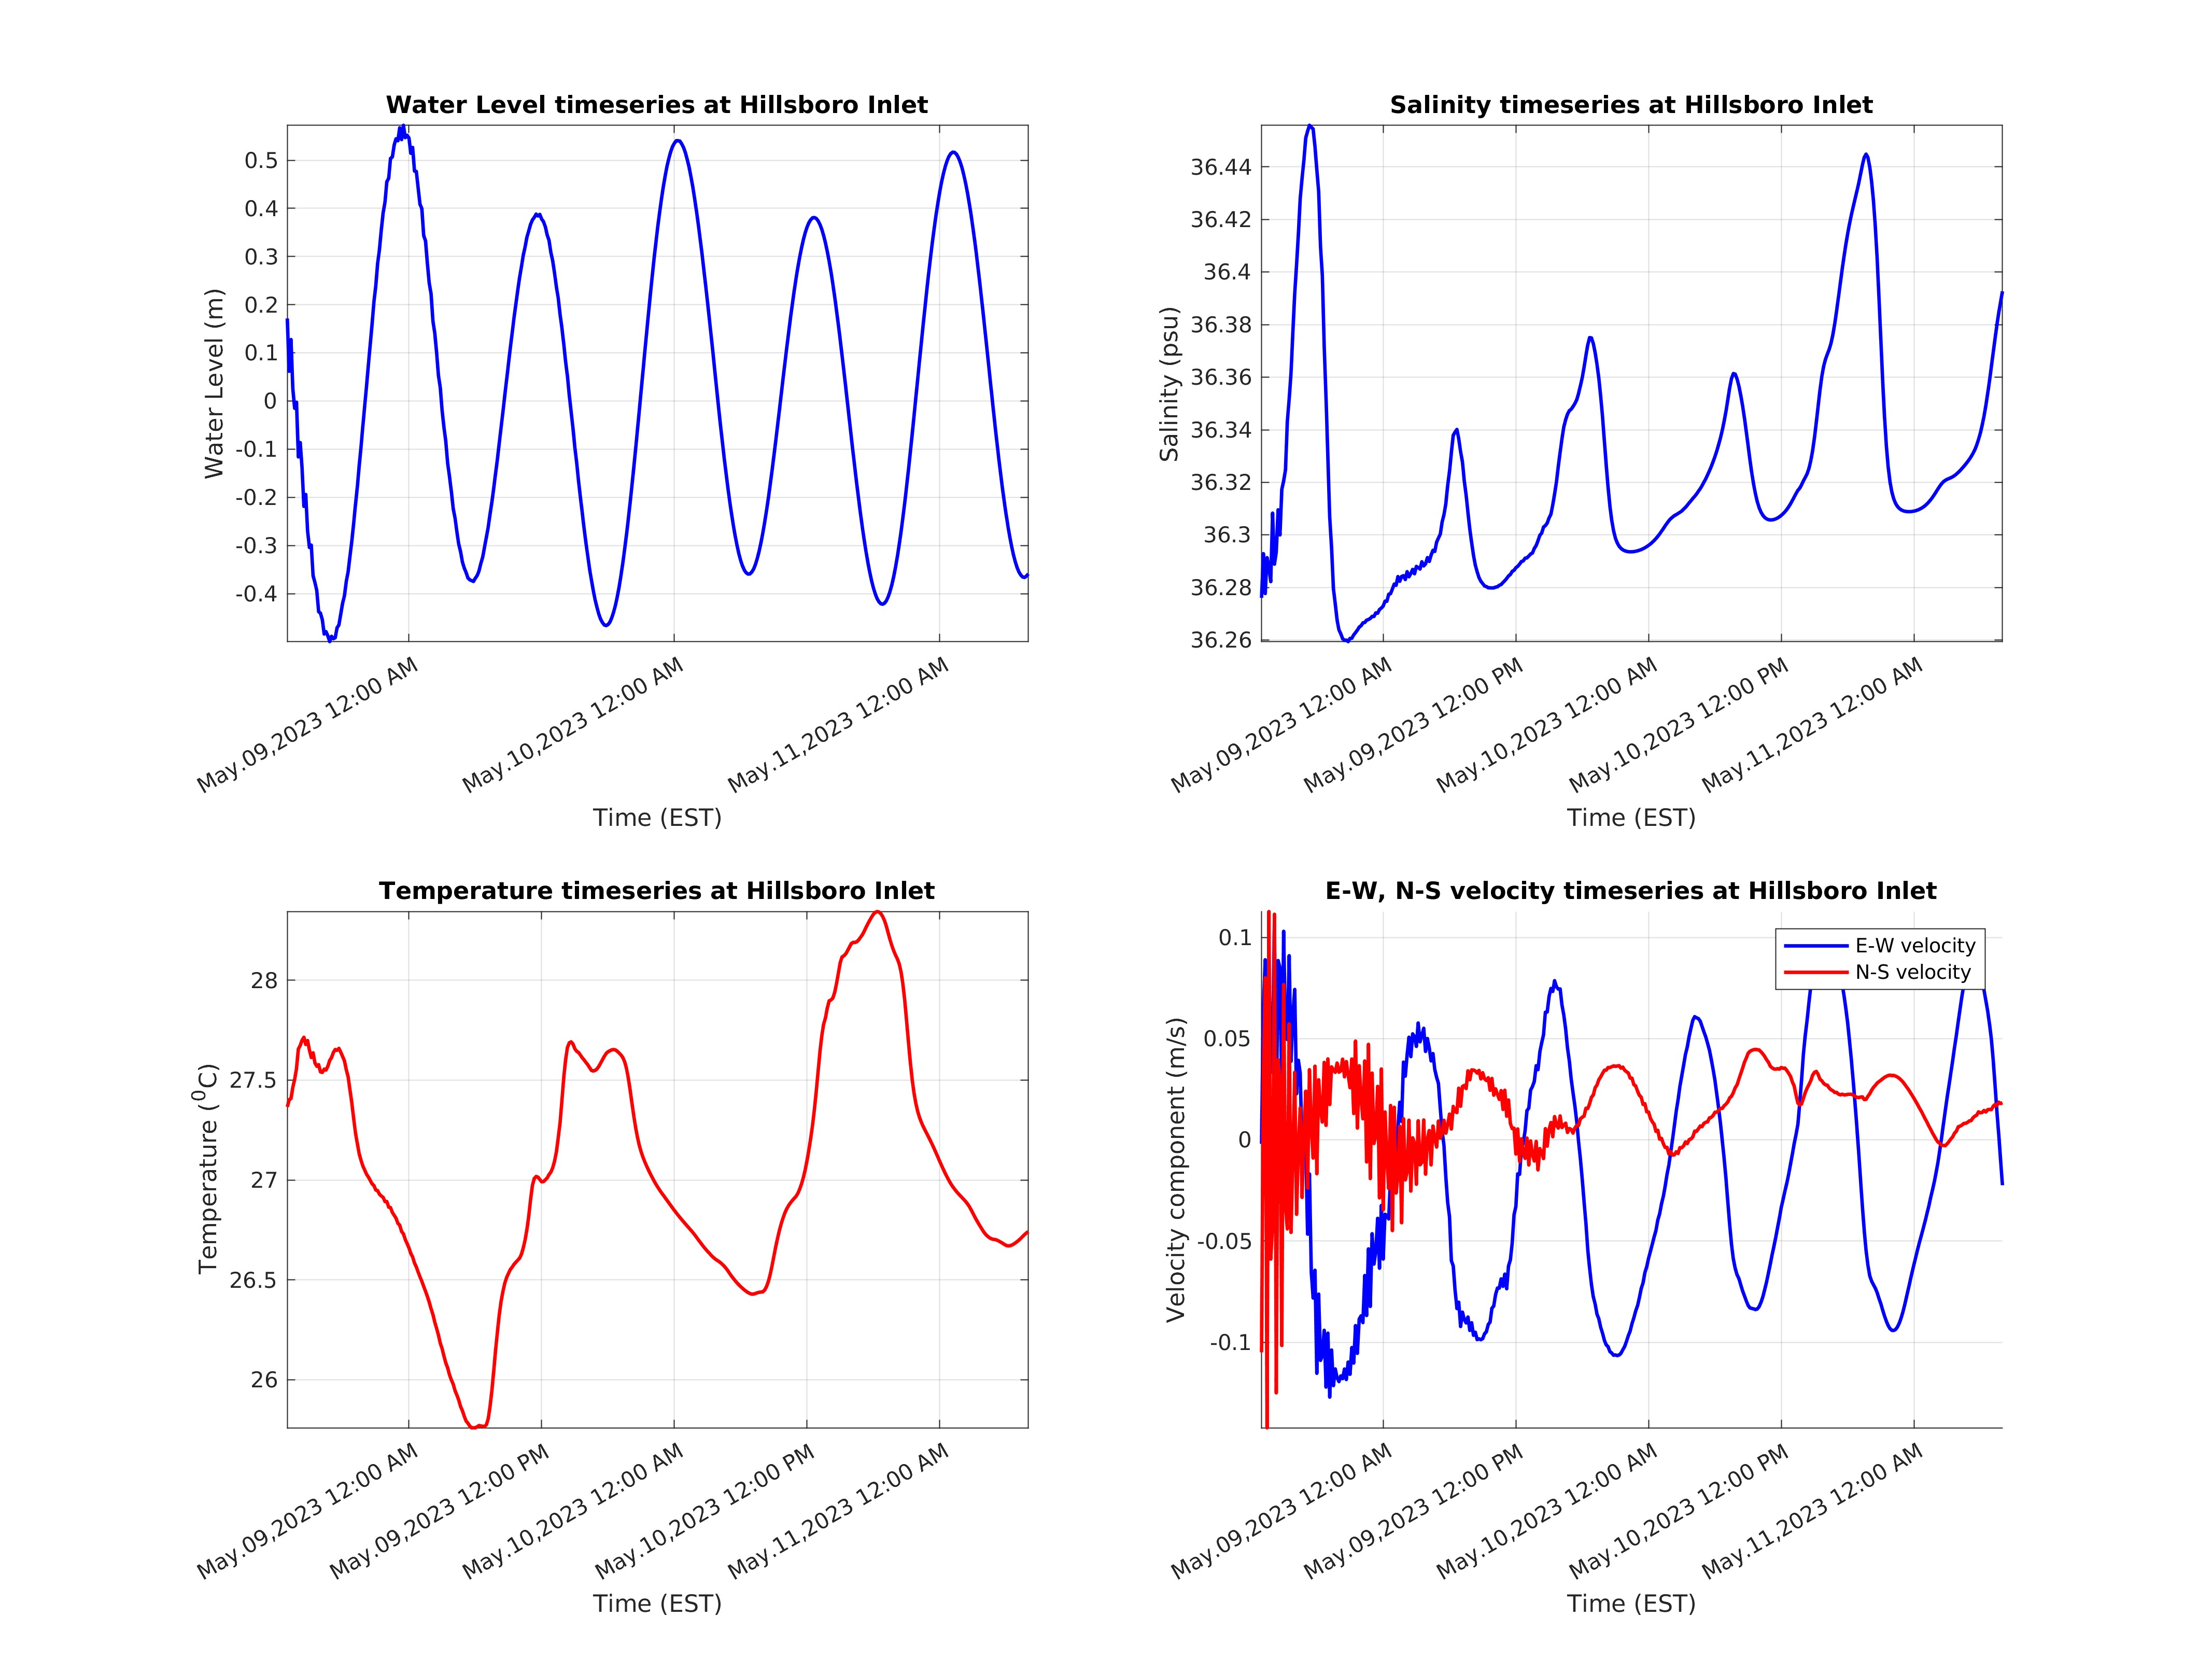 Water Level timeseries at Hillsboro Inlet
Water Level (m)
0.5
0.4
0.3
0.2
0.1
0
-0.1
-0.2
-0.3
-0.4
May.09,2023 12:00 AM
May.10,2023 12:00 AM
May.11,2023 12:00 AM
Time (EST)
Salinity timeseries at Hillsboro Inlet
Salinity (psu)
36.44
36.42
36.4
36.38
36.36
36.34
36.32
36.3
36.28
36.26
May.09,2023 12:00 AM
May.09,2023 12:00 PM
May.10,2023 12:00 AM
May.10,2023 12:00 PM
May.11,2023 12:00 AM
Time (EST)
Temperature timeseries at Hillsboro Inlet
Temperature (⁰C)
28
27.5
27
26.5
26
May.09,2023 12:00 AM
May.09,2023 12:00 PM
May.10,2023 12:00 AM
May.10,2023 12:00 PM
May.11,2023 12:00 AM
Time (EST)
E-W, N-S velocity timeseries at Hillsboro Inlet
Velocity component (m/s)
0.1
0.05
0
-0.05
-0.1
E-W velocity
N-S velocity
May.09,2023 12:00 AM
May.09,2023 12:00 PM
May.10,2023 12:00 AM
May.10,2023 12:00 PM
May.11,2023 12:00 AM
Time (EST)